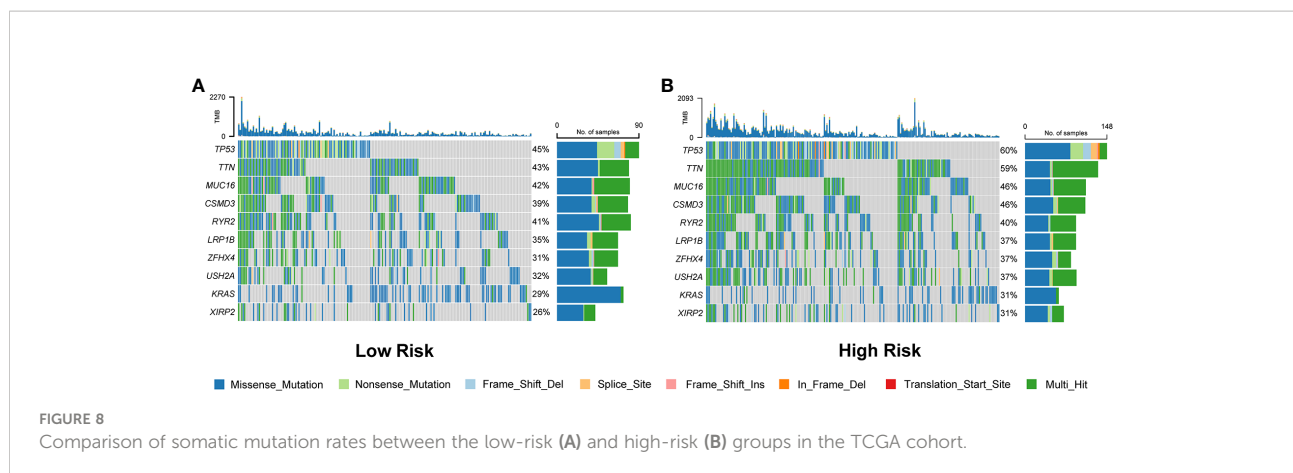 A
B
2270
TMB
0
0 90
No. of samples
TP53 45%
TTN 43%
MUC16 42%
CSMD3 39%
RYR2 41%
LRP1B 35%
ZFHX4 31%
USH2A 32%
KRAS 29%
XIRP2 26%
Low Risk
2093
TMB
0
0 148
No. of samples
TP53 60%
TTN 59%
MUC16 46%
CSMD3 46%
RYR2 40%
LRP1B 37%
ZFHX4 37%
USH2A 37%
KRAS 31%
XIRP2 31%
High Risk
Missense_Mutation Nonsense_Mutation Frame_Shift_Del Splice_Site Frame_Shift_Ins In_Frame_Del Translation_Start_Site Multi_Hit
FIGURE 8
Comparison of somatic mutation rates between the low-risk (A) and high-risk (B) groups in the TCGA cohort.